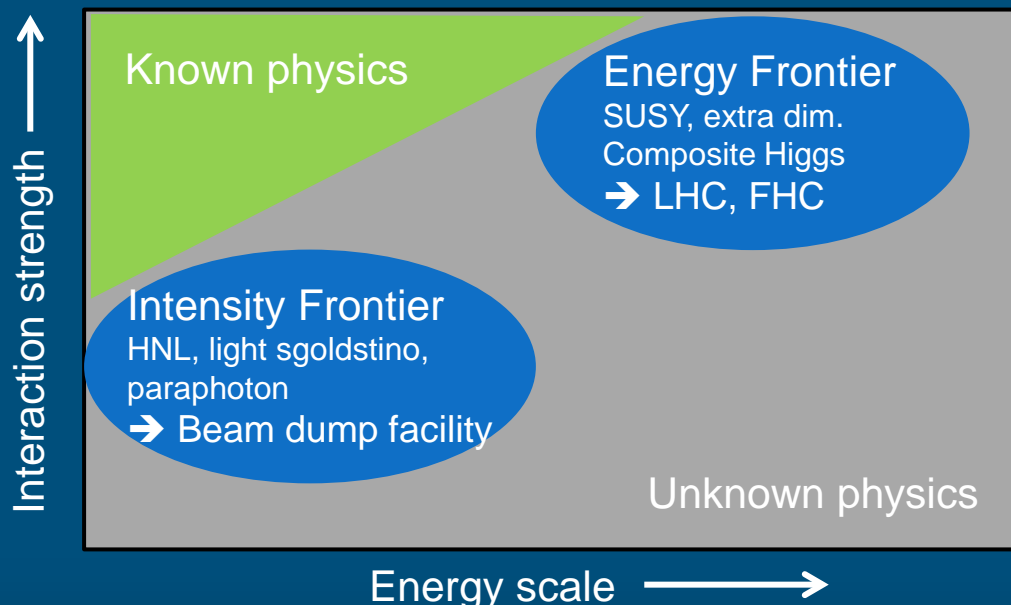 Interaction strength
Known physics
Energy Frontier
SUSY, extra dim.
Composite Higgs
➔ LHC, FHC
Intensity Frontier
HNL, light sgoldstino,
paraphoton
➔ Beam dump facility
Unknown physics
Energy scale